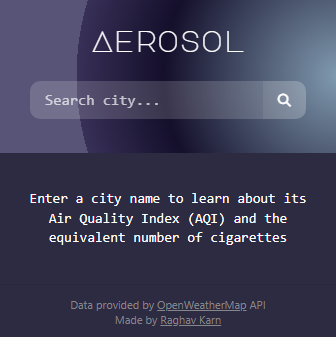 AEROSOL
Search city...
Enter a city name to learn about its
Air Quality Index (AQI) and the
equivalent number of cigarettes
Data provided by OpenWeatherMap API
Made by Raghav Karn